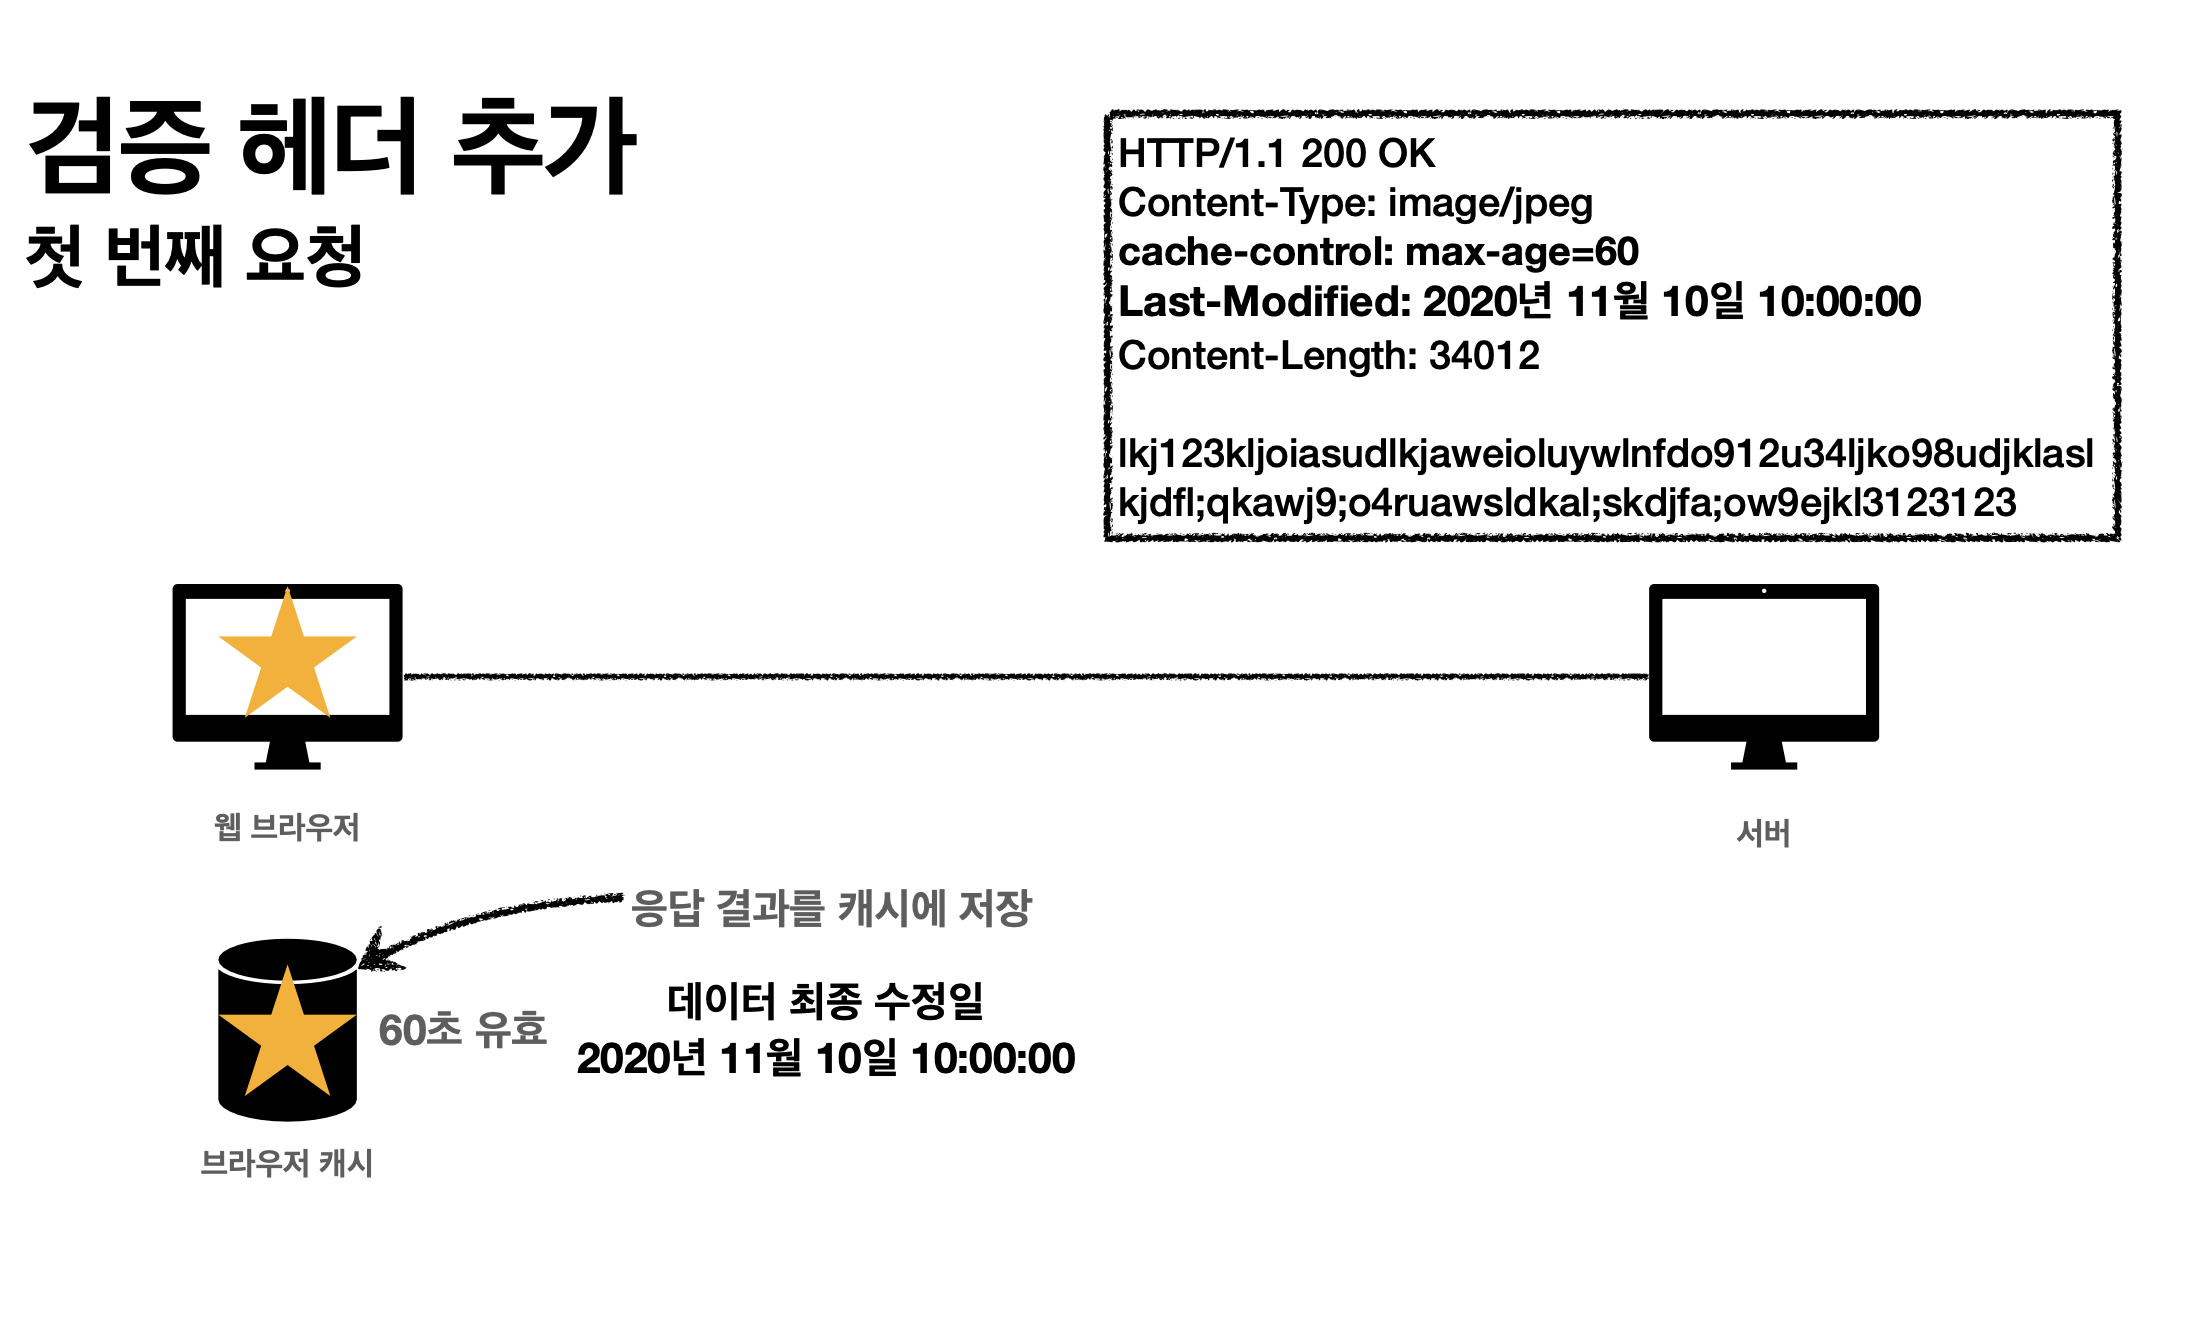 검증 헤더 추가
첫 번째 요청
HTTP/1.1 200 OK
Content-Type: image/jpeg
cache-control: max-age=60
Last-Modified: 2020년 11월 10일 10:00:00
Content-Length: 34012
lkj123kljoiasudlkjaweioluywlnfdo912u34ljko98udjklasl
kjdfl;qkawj9;o4ruawsldkal;skdjfa;ow9ejkl3123123
웹 브라우저
서버
응답 결과를 캐시에 저장
60초 유효
데이터 최종 수정일
2020년 11월 10일 10:00:00
브라우저 캐시